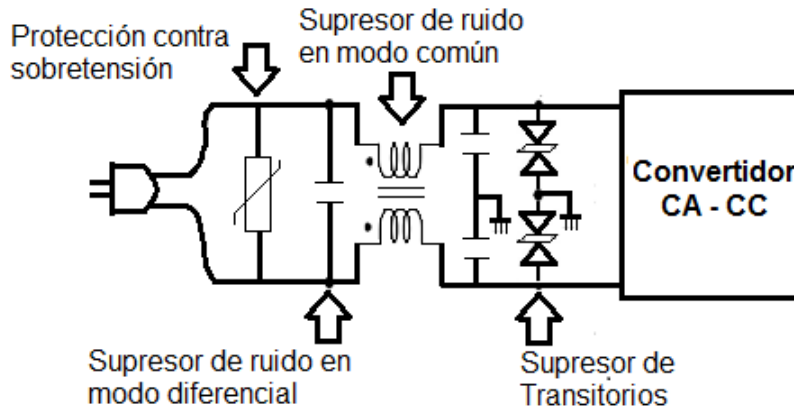 Protección contra
sobretensión
Supresor de ruido
en modo común
Convertidor
CA - CC
Supresor de ruido en
modo diferencial
Supresor de
Transitorios